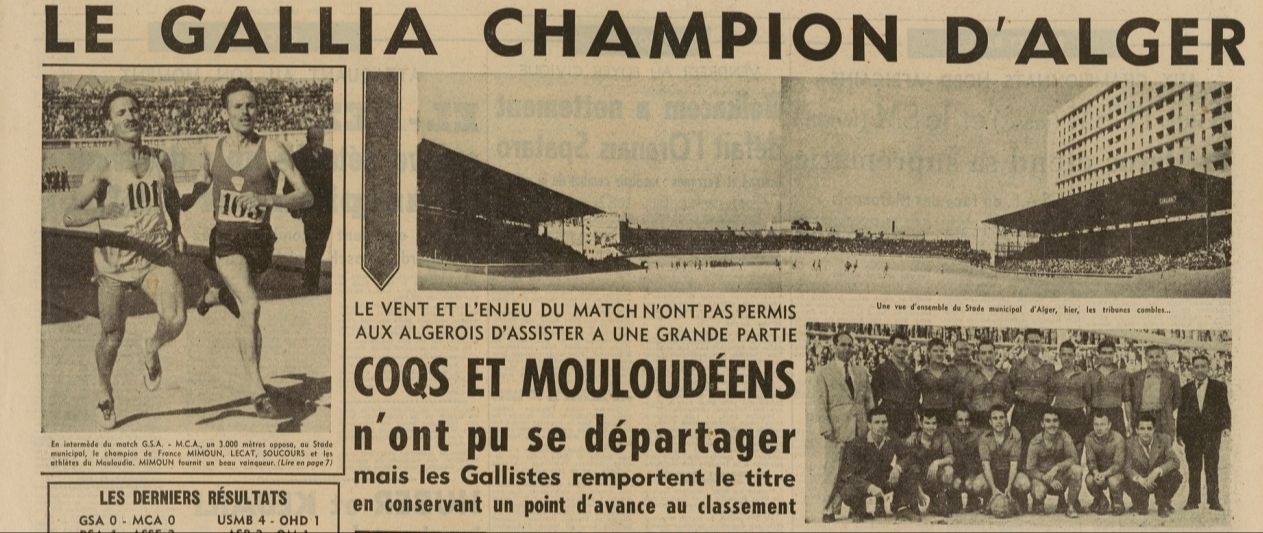 LE GALLIA CHAMPION D'ALGER
101
En intermède du match G.S.A. - M.C.A., un 3.000 mètres opposa, au Stade
municipal, le champion de France MIMOUN, LECAT, SOUCOURS et les
athlètes du Mouloudia. MIMOUN fournit un beau vainqueur. (Lire en page 7)
LES DERNIERS RÉSULTATS
GSA 0 - MCA 0 USMB 4 - OHD 1
Une vue d'ensemble du Stade municipal d'Alger, hier, les tribunes combles...
LE VENT ET L'ENJEU DU MATCH N'ONT PAS PERMIS
AUX ALGEROIS D'ASSISTER A UNE GRANDE PARTIE
COQS ET MOULOUDÉENS
n'ont pu se départager
mais les Gallistes remportent le titre
en conservant un point d'avance au classement